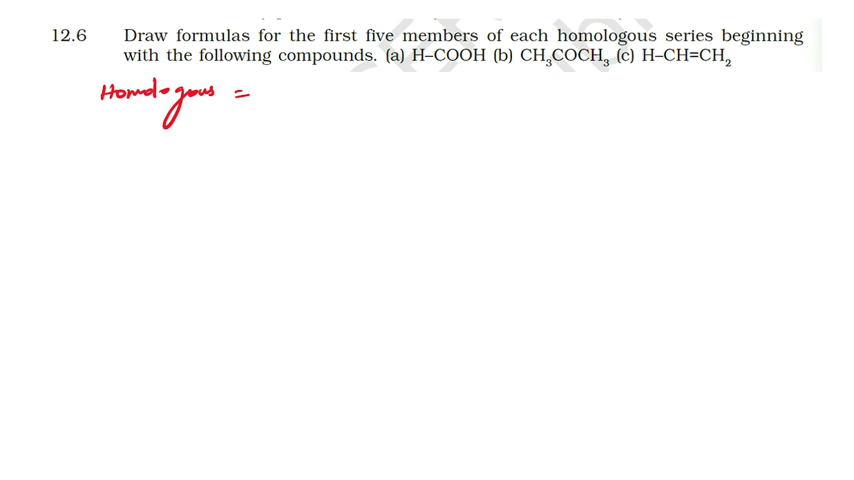 12.6 Draw formulas for the first five members of each homologous series beginning
with the following compounds. (a) H–COOH (b) CH₃COCH₃ (c) H–CH=CH₂
Homologous =